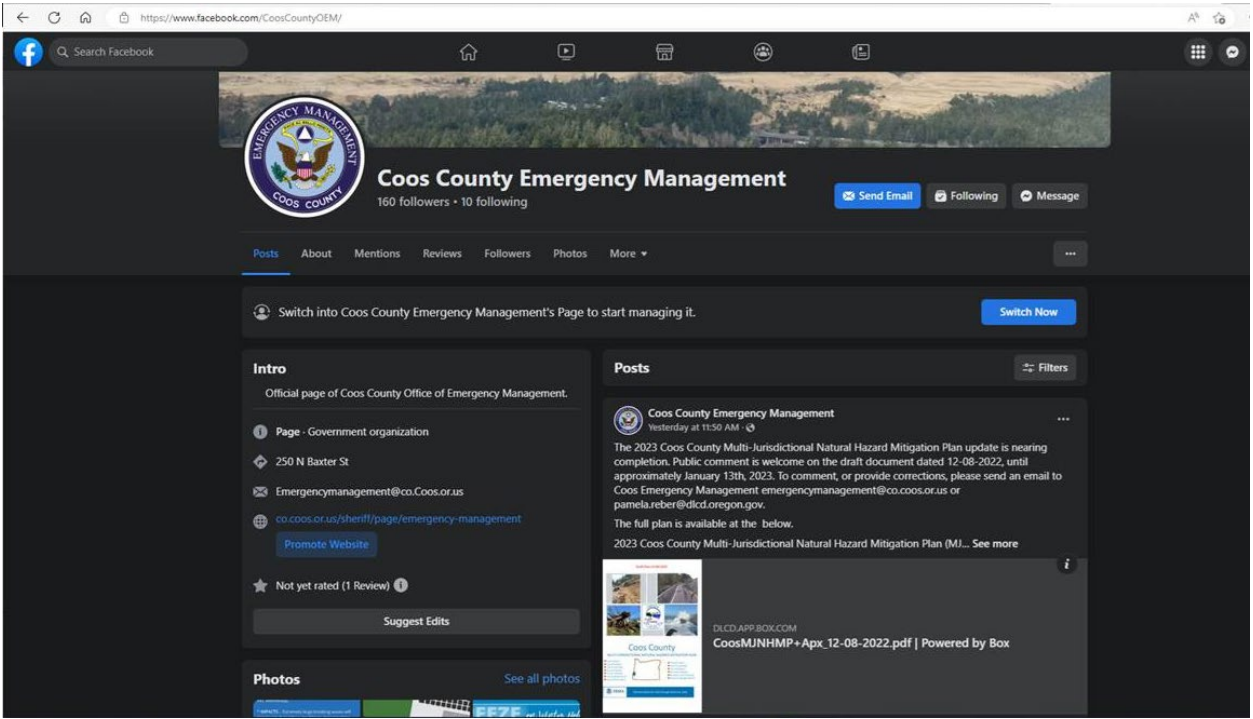 https://www.facebook.com/CoosCountyOEM/
Search Facebook
EMERGENCY MANAGEMENT
COOS COUNTY
Coos County Emergency Management
160 followers • 10 following
Send Email
Following
Message
Posts
About
Mentions
Reviews
Followers
Photos
More
Switch into Coos County Emergency Management's Page to start managing it.
Switch Now
Intro
Official page of Coos County Office of Emergency Management.
Page · Government organization
250 N Baxter St
Emergencymanagement@co.Coos.or.us
co.coos.or.us/sheriff/page/emergency-management
Promote Website
Not yet rated (1 Review)
Suggest Edits
Photos
See all photos
Posts
Filters
Coos County Emergency Management
Yesterday at 11:50 AM ·
The 2023 Coos County Multi-Jurisdictional Natural Hazard Mitigation Plan update is nearing
completion. Public comment is welcome on the draft document dated 12-08-2022, until
approximately January 13th, 2023. To comment, or provide corrections, please send an email to
Coos Emergency Management emergencymanagement@co.coos.or.us or
pamela.reber@dlcd.oregon.gov.
The full plan is available at the  below.
2023 Coos County Multi-Jurisdictional Natural Hazard Mitigation Plan (MJ... See more
Coos County
DLCD.APP.BOX.COM
CoosMJNHMP+Apx_12-08-2022.pdf | Powered by Box